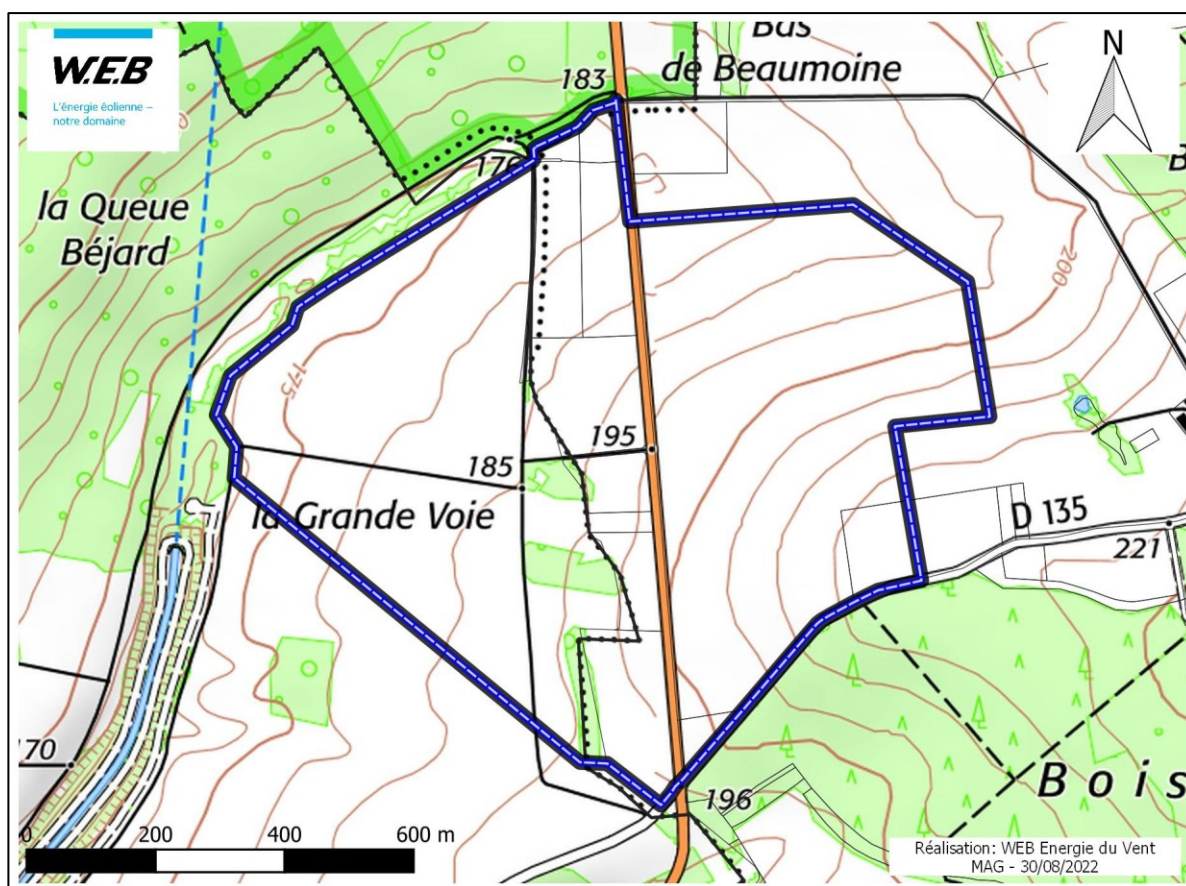 W.E.B
L'énergie éolienne –
notre domaine
Bas
de Beaumoine
N
183
la Queue
Béjard
200
175
195
185
la Grande Voie
D 135
221
170
Bois
196
0 200 400 600 m
Réalisation: WEB Energie du Vent
MAG - 30/08/2022